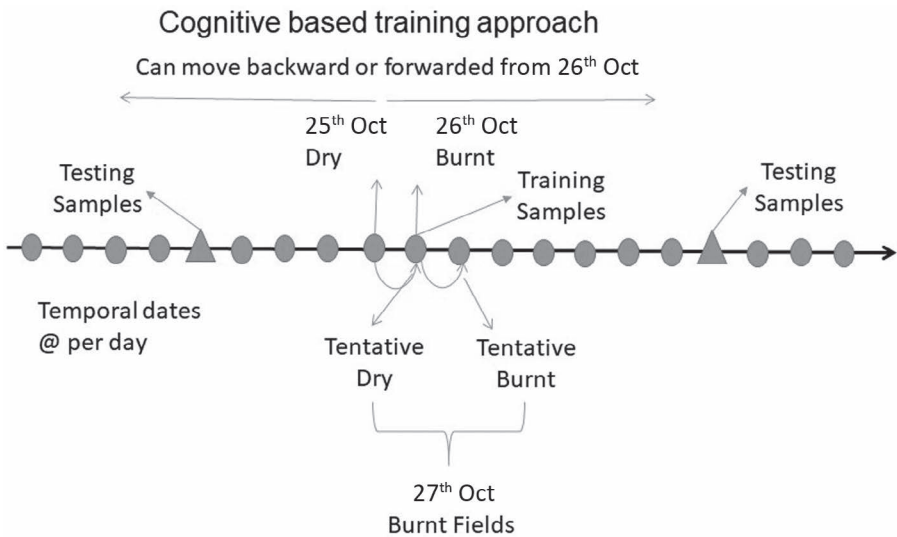 Cognitive based training approach
Can move backward or forwarded from 26th Oct
25th Oct
Dry
26th Oct
Burnt
Testing
Samples
Training
Samples
Testing
Samples
Temporal dates
@ per day
Tentative
Dry
Tentative
Burnt
27th Oct
Burnt Fields